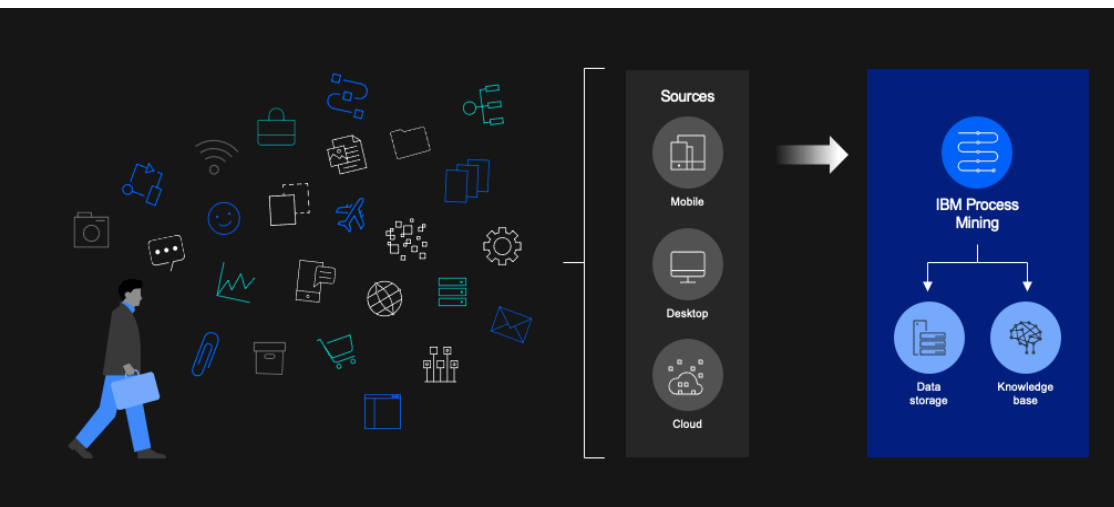 Sources
Mobile
Desktop
Cloud
IBM Process
Mining
Data
storage
Knowledge
base